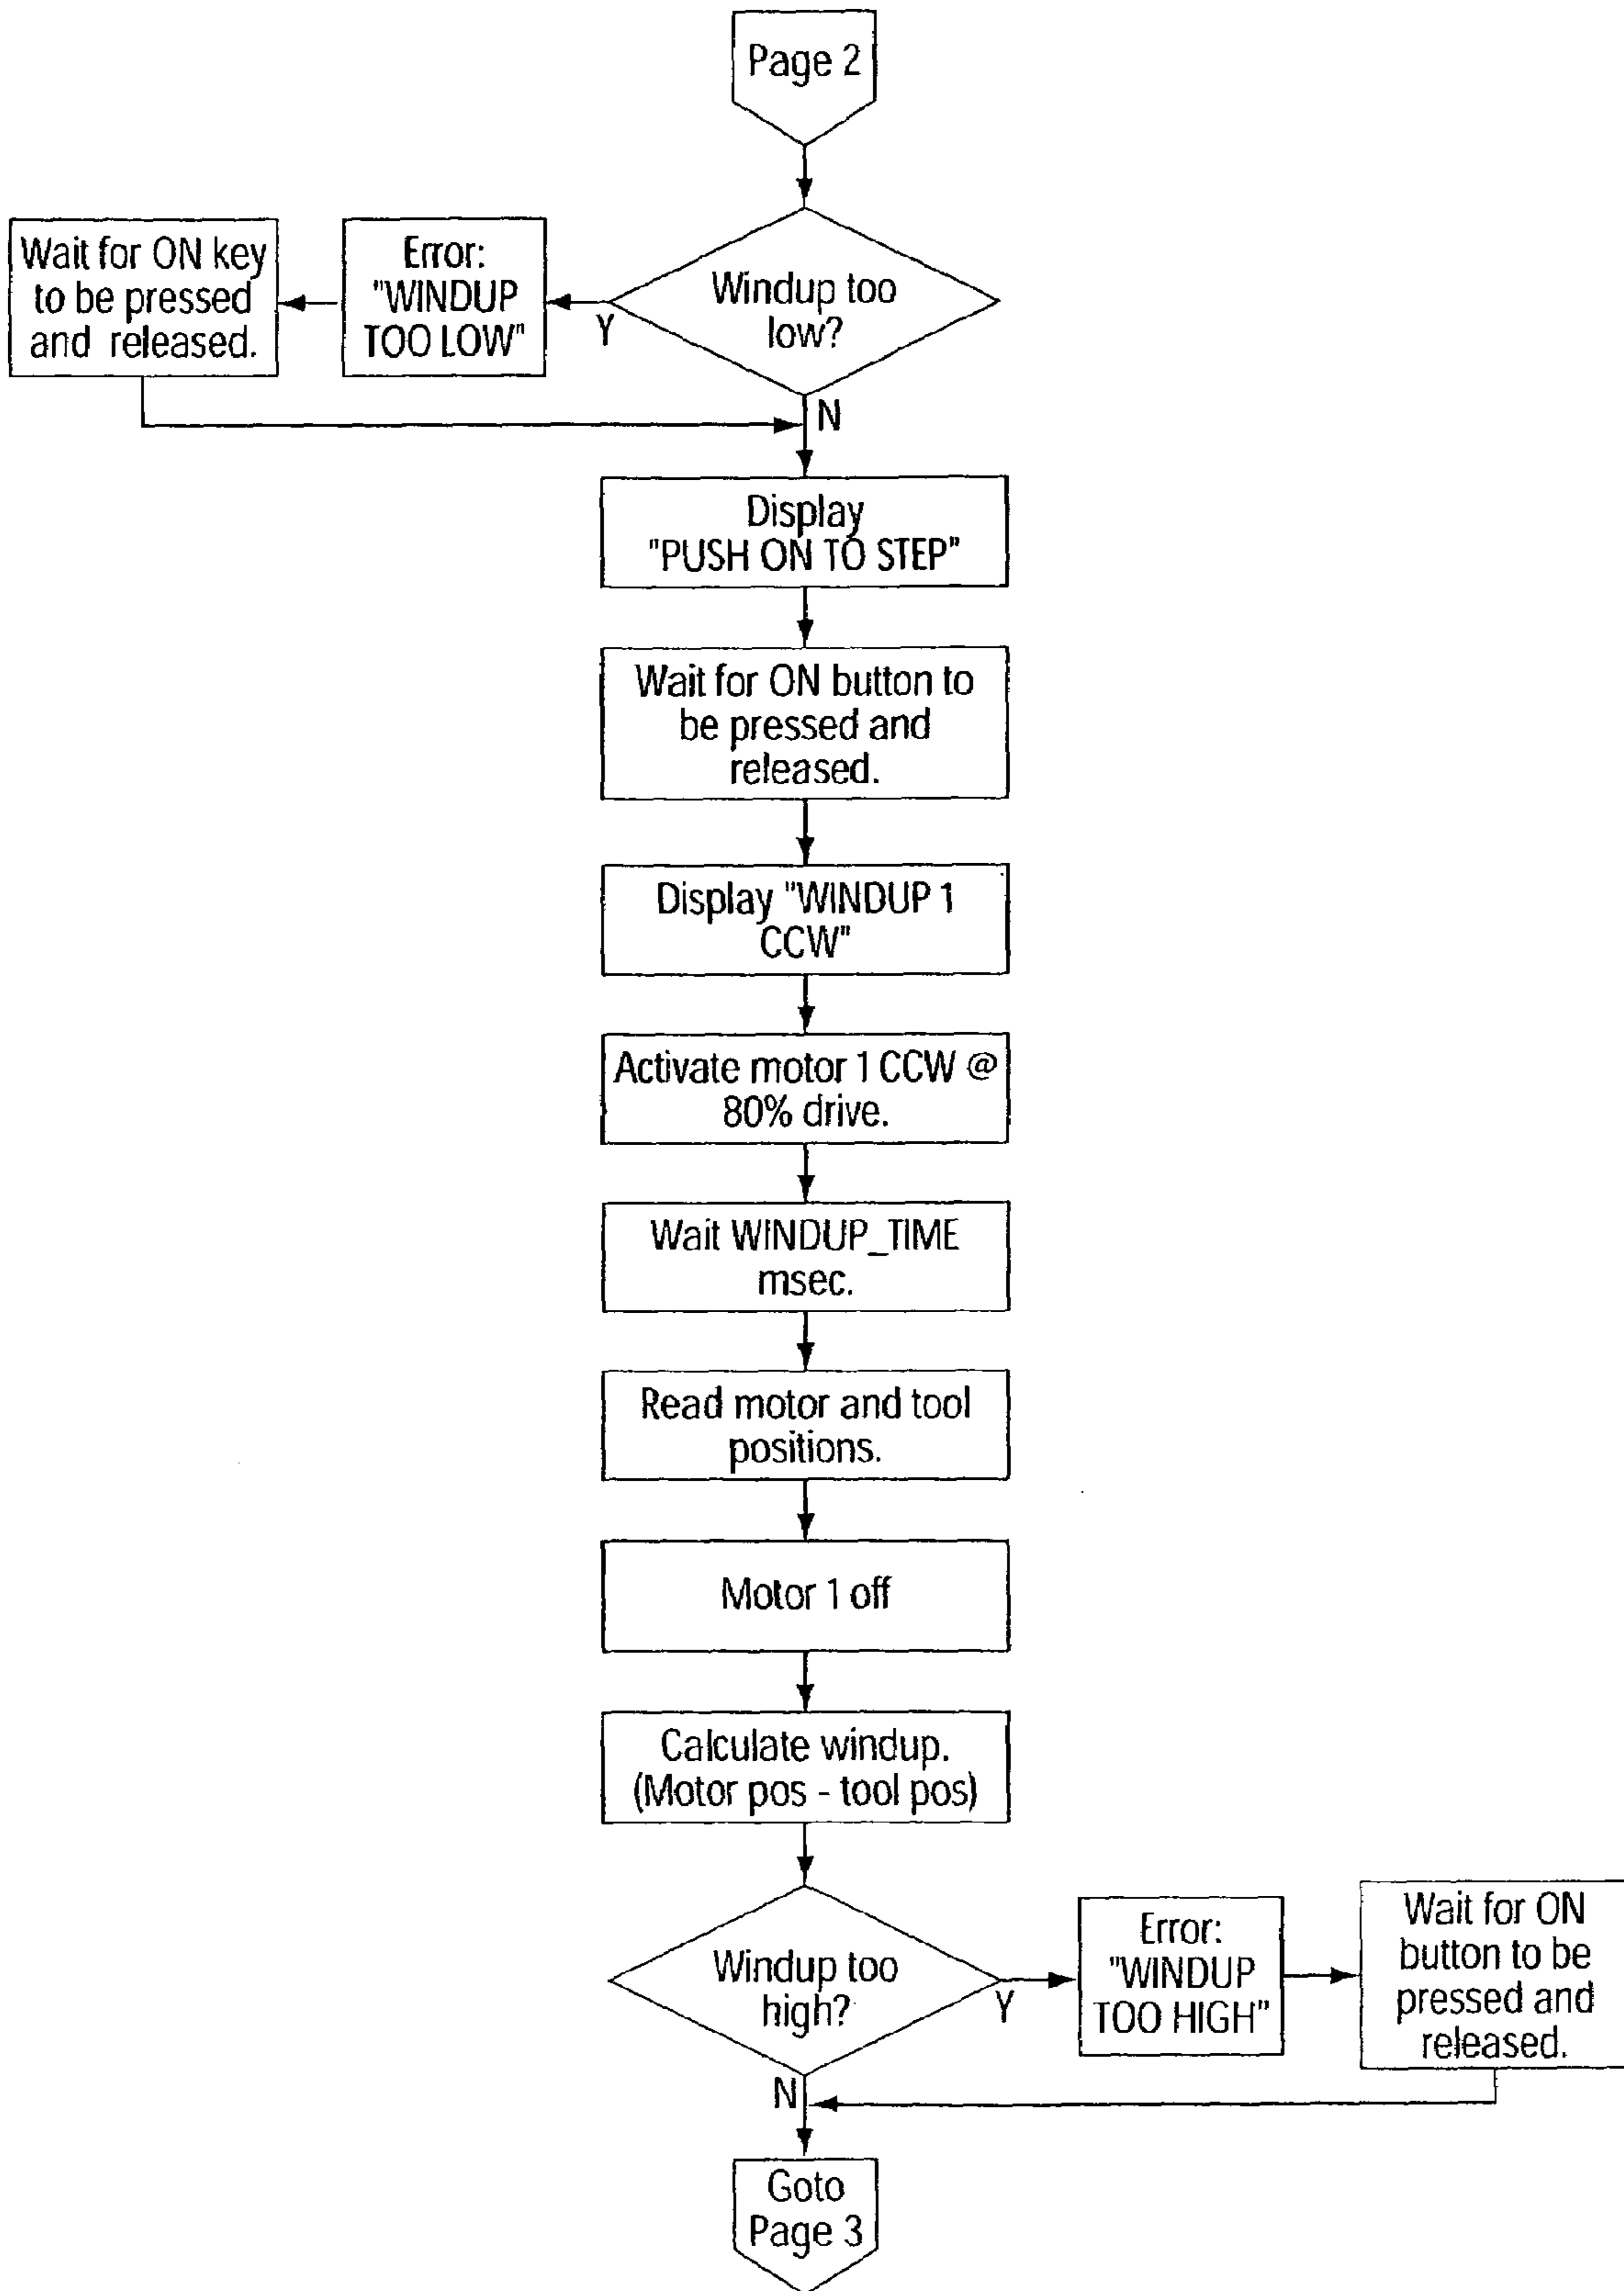 Page 2
Windup too
low?
Y
Error:
"WINDUP
TOO LOW"
Wait for ON key
to be pressed
and released.
N
Display
"PUSH ON TO STEP"
Wait for ON button to
be pressed and
released.
Display "WINDUP 1
CCW"
Activate motor 1 CCW @
80% drive.
Wait WINDUP_TIME
msec.
Read motor and tool
positions.
Motor 1 off
Calculate windup.
(Motor pos - tool pos)
Windup too
high?
Y
Error:
"WINDUP
TOO HIGH"
Wait for ON
button to be
pressed and
released.
N
Goto
Page 3